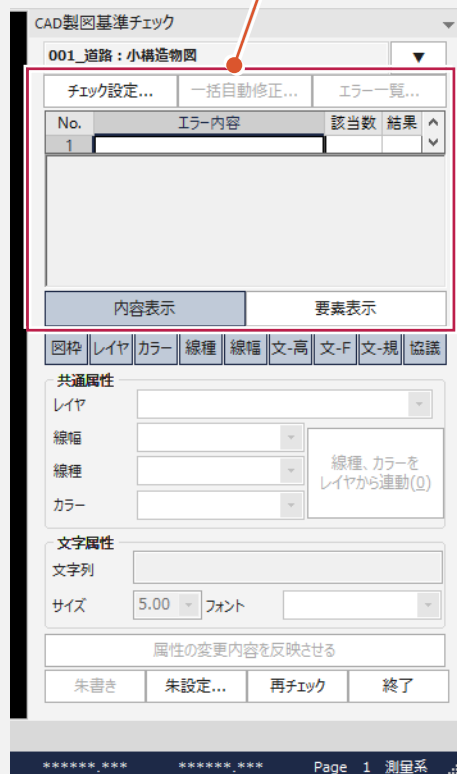 CAD製図基準チェック
001_道路：小構造物図 ▼
チェック設定... 一括自動修正... エラー一覧...
No. エラー内容 該当数 結果
1
内容表示 要素表示
図枠 レイヤ カラー 線種 線幅 文-高 文-F 文-規 協議
共通属性
レイヤ
線幅
線種
線種、カラーを
レイヤから連動(0)
カラー
文字属性
文字列
サイズ 5.00 フォント
属性の変更内容を反映させる
朱書き 朱設定... 再チェック 終了
******.*** ******.*** Page 1 測量系